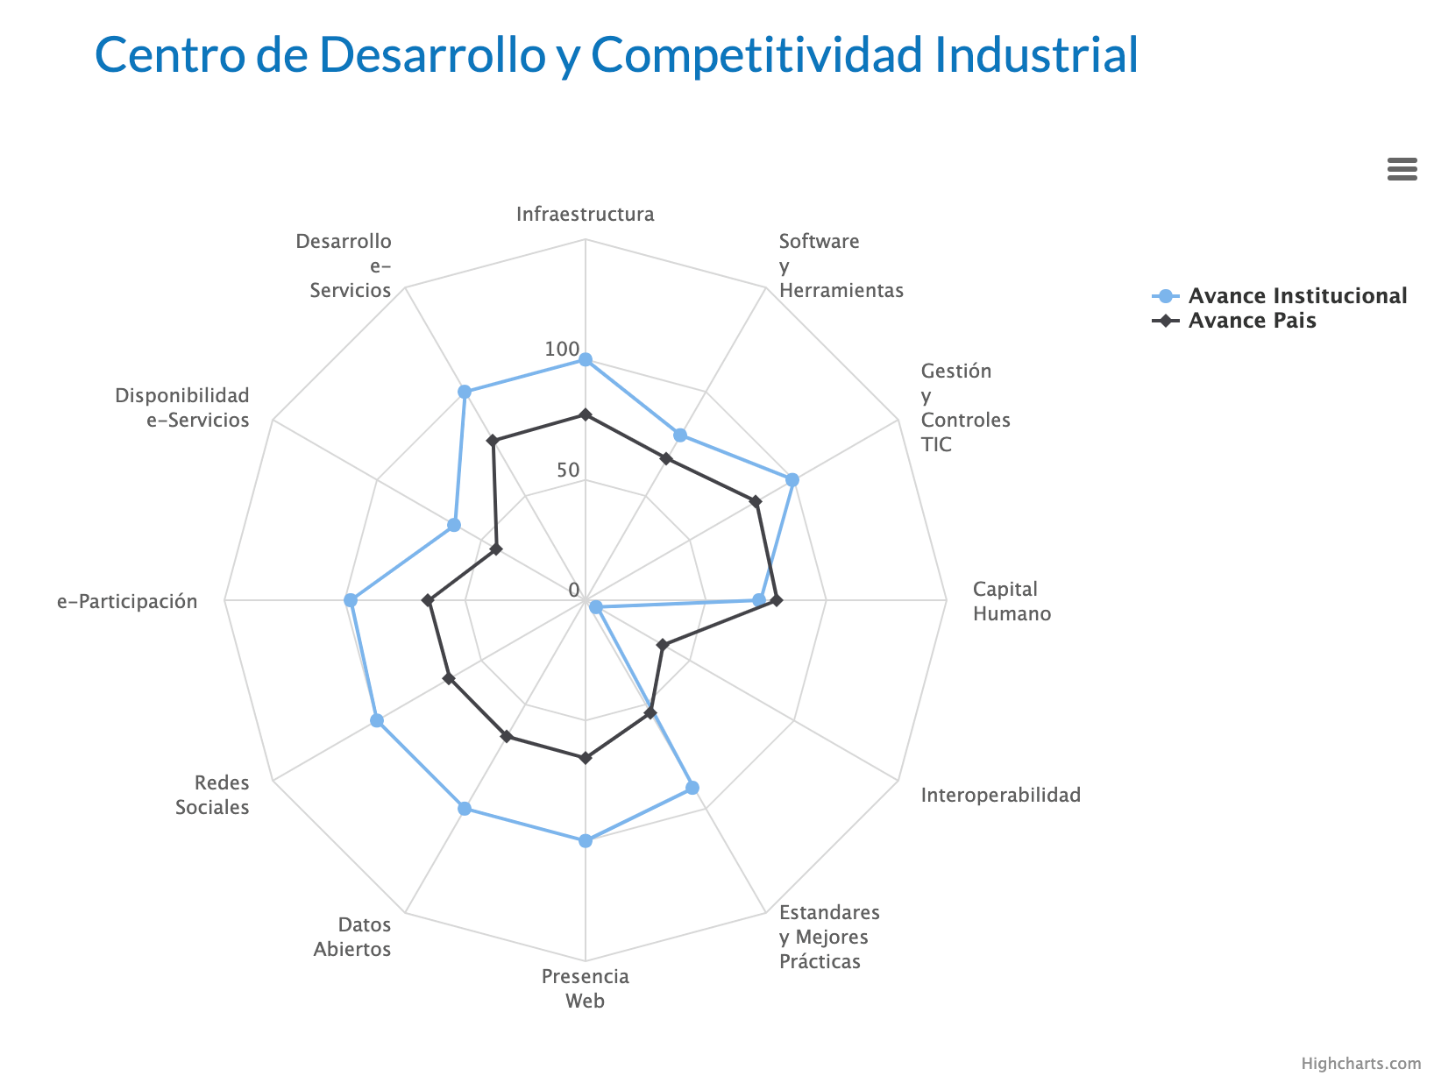 Centro de Desarrollo y Competitividad Industrial
Infraestructura
Software
y
Herramientas
Gestión
y
Controles
TIC
Capital
Humano
Interoperabilidad
Estandares
y Mejores
Prácticas
Presencia
Web
Datos
Abiertos
Redes
Sociales
e-Participación
Disponibilidad
e-Servicios
Desarrollo
e-
Servicios
100
50
0
Avance Institucional
Avance Pais
Highcharts.com